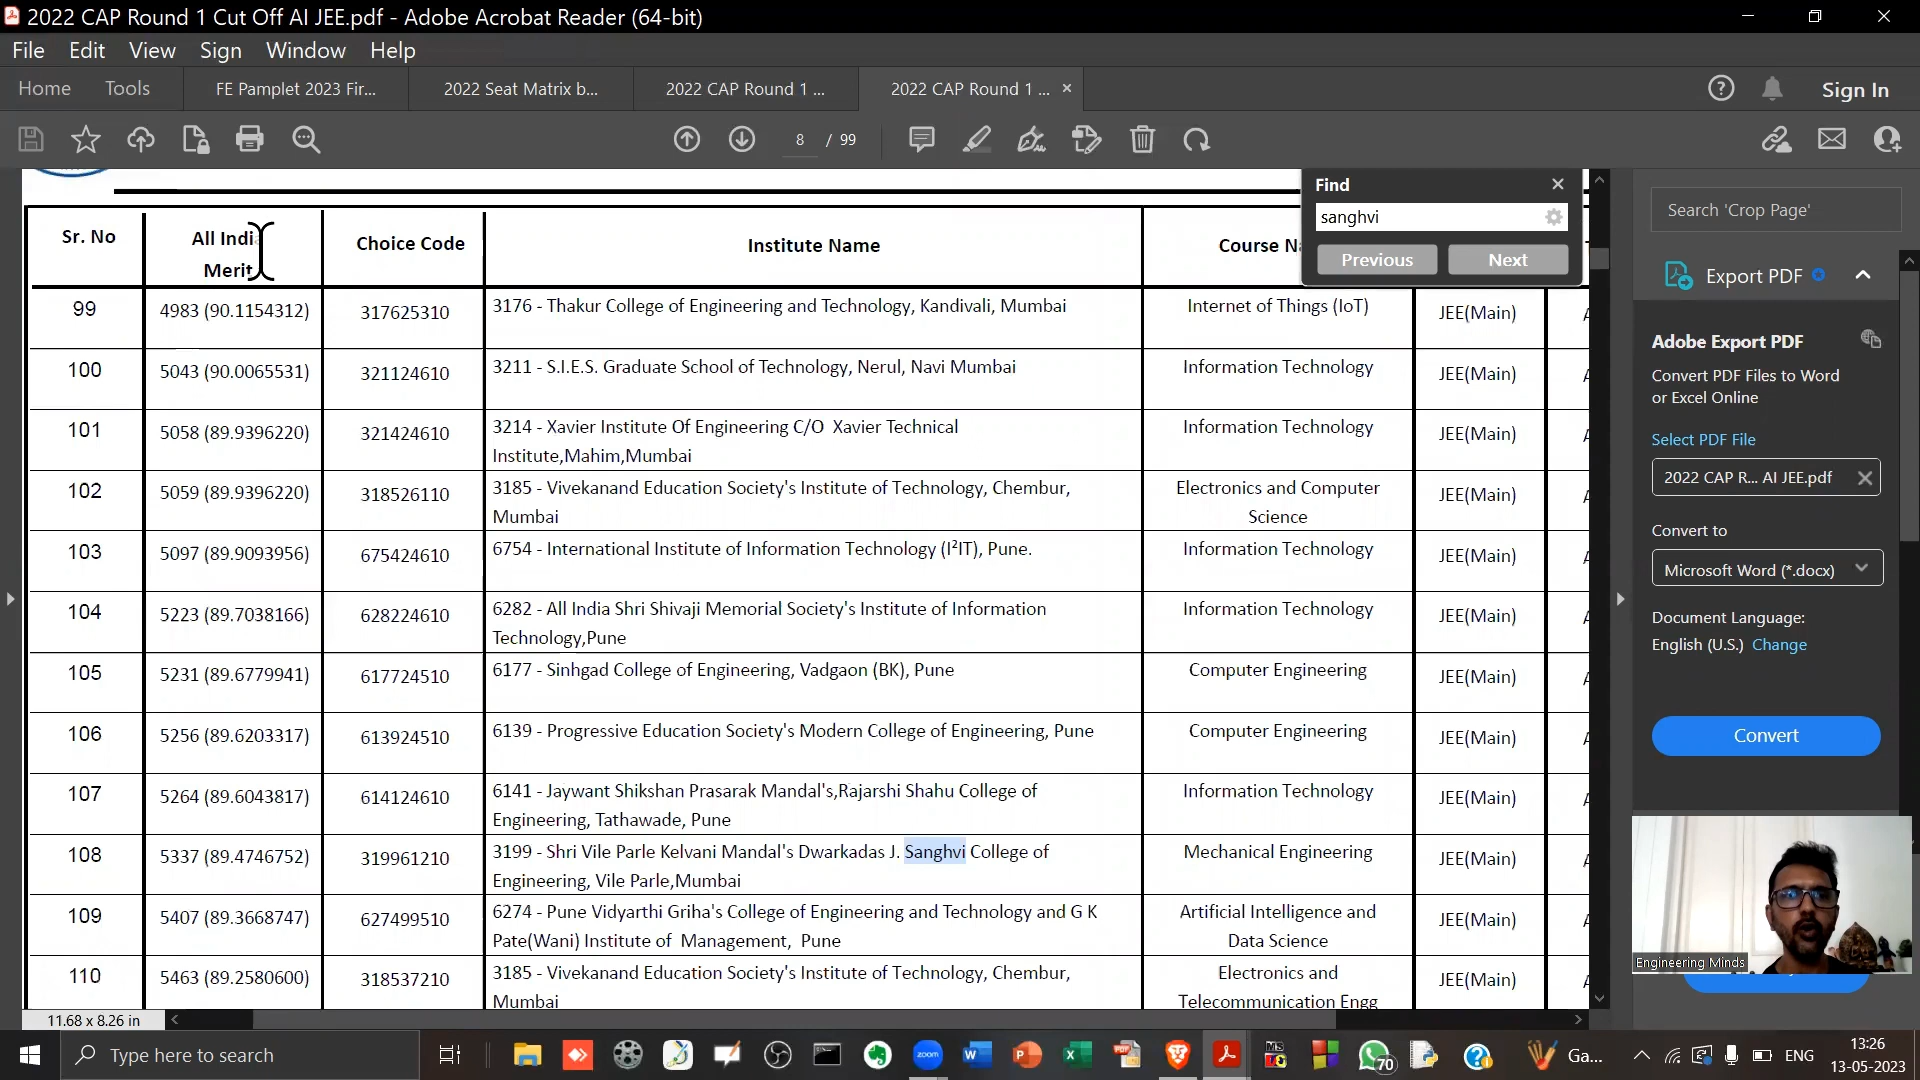 2022 CAP Round 1 Cut Off AI JEE.pdf - Adobe Acrobat Reader (64-bit)
File Edit View Sign Window Help
Home Tools FE Pamplet 2023 Fir... 2022 Seat Matrix b... 2022 CAP Round 1 ... 2022 CAP Round 1 ... Sign In
8 / 99
Find
sanghvi
Previous Next
Search 'Crop Page'
Sr. No All Indi Merit Choice Code Institute Name Course N
99 4983 (90.1154312) 317625310 3176 - Thakur College of Engineering and Technology, Kandivali, Mumbai Internet of Things (IoT) JEE(Main)
100 5043 (90.0065531) 321124610 3211 - S.I.E.S. Graduate School of Technology, Nerul, Navi Mumbai Information Technology JEE(Main)
101 5058 (89.9396220) 321424610 3214 - Xavier Institute Of Engineering C/O Xavier Technical Information Technology JEE(Main)
Institute,Mahim,Mumbai
102 5059 (89.9396220) 318526110 3185 - Vivekanand Education Society's Institute of Technology, Chembur, Electronics and Computer JEE(Main)
Mumbai Science
103 5097 (89.9093956) 675424610 6754 - International Institute of Information Technology (I²IT), Pune. Information Technology JEE(Main)
104 5223 (89.7038166) 628224610 6282 - All India Shri Shivaji Memorial Society's Institute of Information Information Technology JEE(Main)
Technology,Pune
105 5231 (89.6779941) 617724510 6177 - Sinhgad College of Engineering, Vadgaon (BK), Pune Computer Engineering JEE(Main)
106 5256 (89.6203317) 613924510 6139 - Progressive Education Society's Modern College of Engineering, Pune Computer Engineering JEE(Main)
107 5264 (89.6043817) 614124610 6141 - Jaywant Shikshan Prasarak Mandal's,Rajarshi Shahu College of Information Technology JEE(Main)
Engineering, Tathawade, Pune
108 5337 (89.4746752) 319961210 3199 - Shri Vile Parle Kelvani Mandal's Dwarkadas J. Sanghvi College of Mechanical Engineering JEE(Main)
Engineering, Vile Parle,Mumbai
109 5407 (89.3668747) 627499510 6274 - Pune Vidyarthi Griha's College of Engineering and Technology and G K Artificial Intelligence and JEE(Main)
Pate(Wani) Institute of Management, Pune Data Science
110 5463 (89.2580600) 318537210 3185 - Vivekanand Education Society's Institute of Technology, Chembur, Electronics and JEE(Main)
Mumbai Telecommunication Engg
Export PDF
Adobe Export PDF
Convert PDF Files to Word
or Excel Online
Select PDF File
2022 CAP R... AI JEE.pdf
Convert to
Microsoft Word (*.docx)
Document Language:
English (U.S.) Change
Convert
Engineering Minds
11.68 x 8.26 in
Type here to search
zoom
70
Ga...
ENG
13:26
13-05-2023